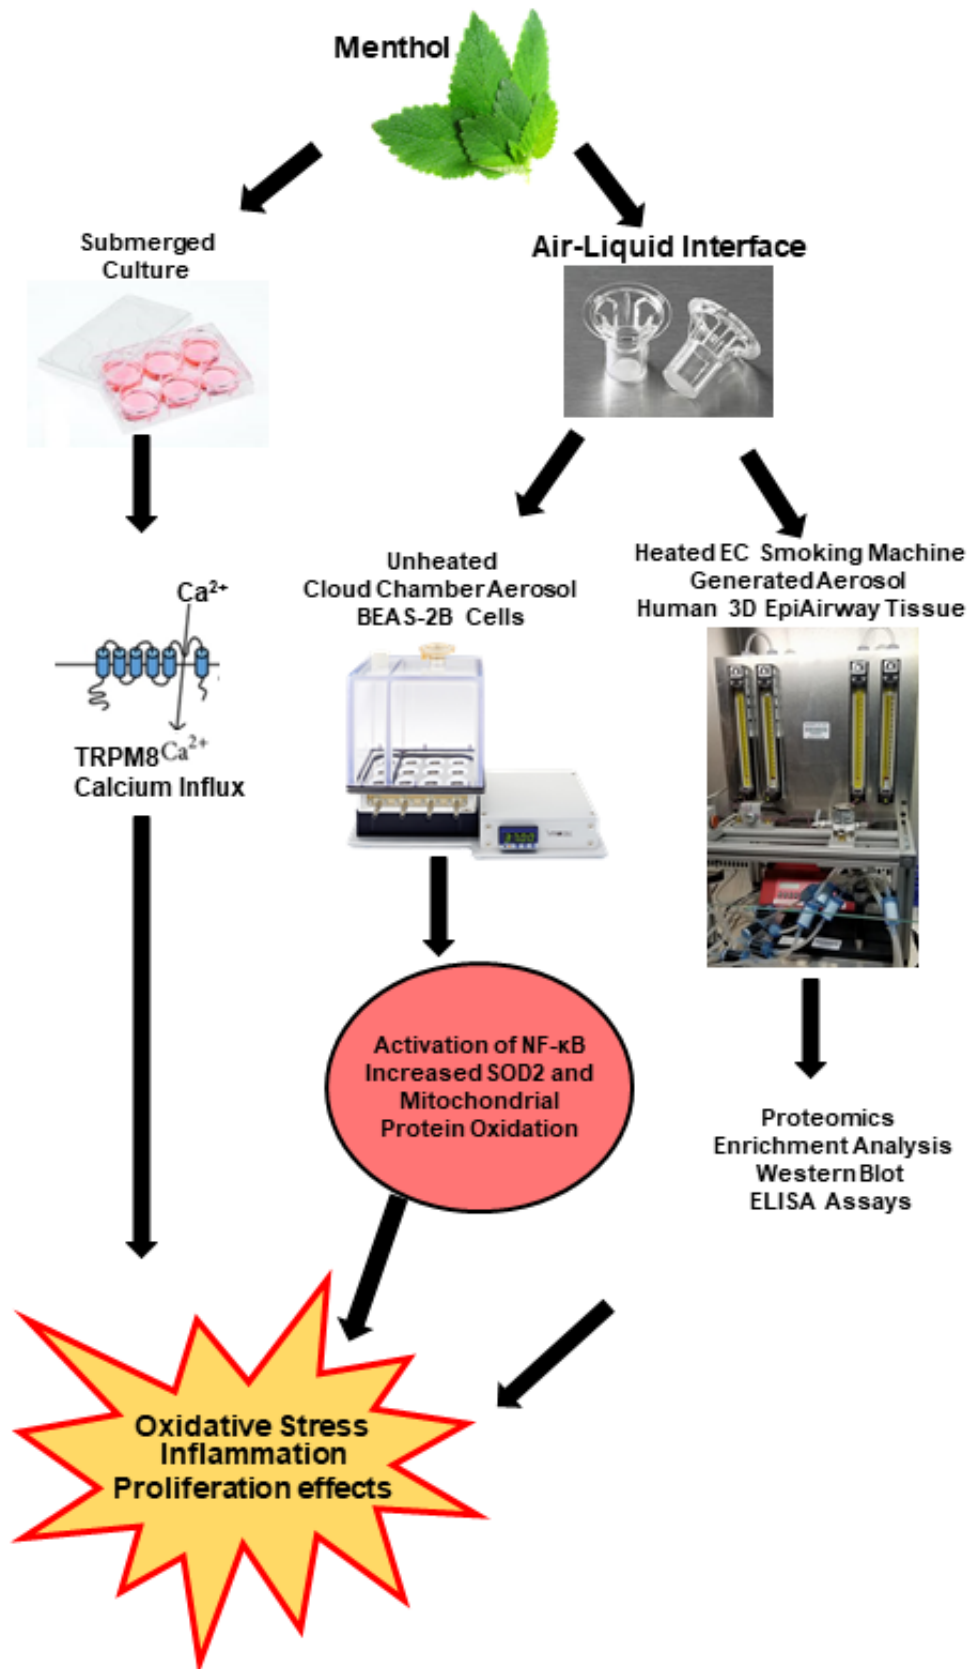 Menthol
Submerged
Culture
Air-Liquid Interface
Unheated
Cloud Chamber Aerosol
BEAS-2B Cells
Heated EC Smoking Machine
Generated Aerosol
Human 3D EpiAirway Tissue
Ca²⁺
TRPM8 Ca²⁺
Calcium Influx
Activation of NF-κB
Increased SOD2 and
Mitochondrial
Protein Oxidation
Proteomics
Enrichment Analysis
Western Blot
ELISA Assays
Oxidative Stress
Inflammation
Proliferation effects